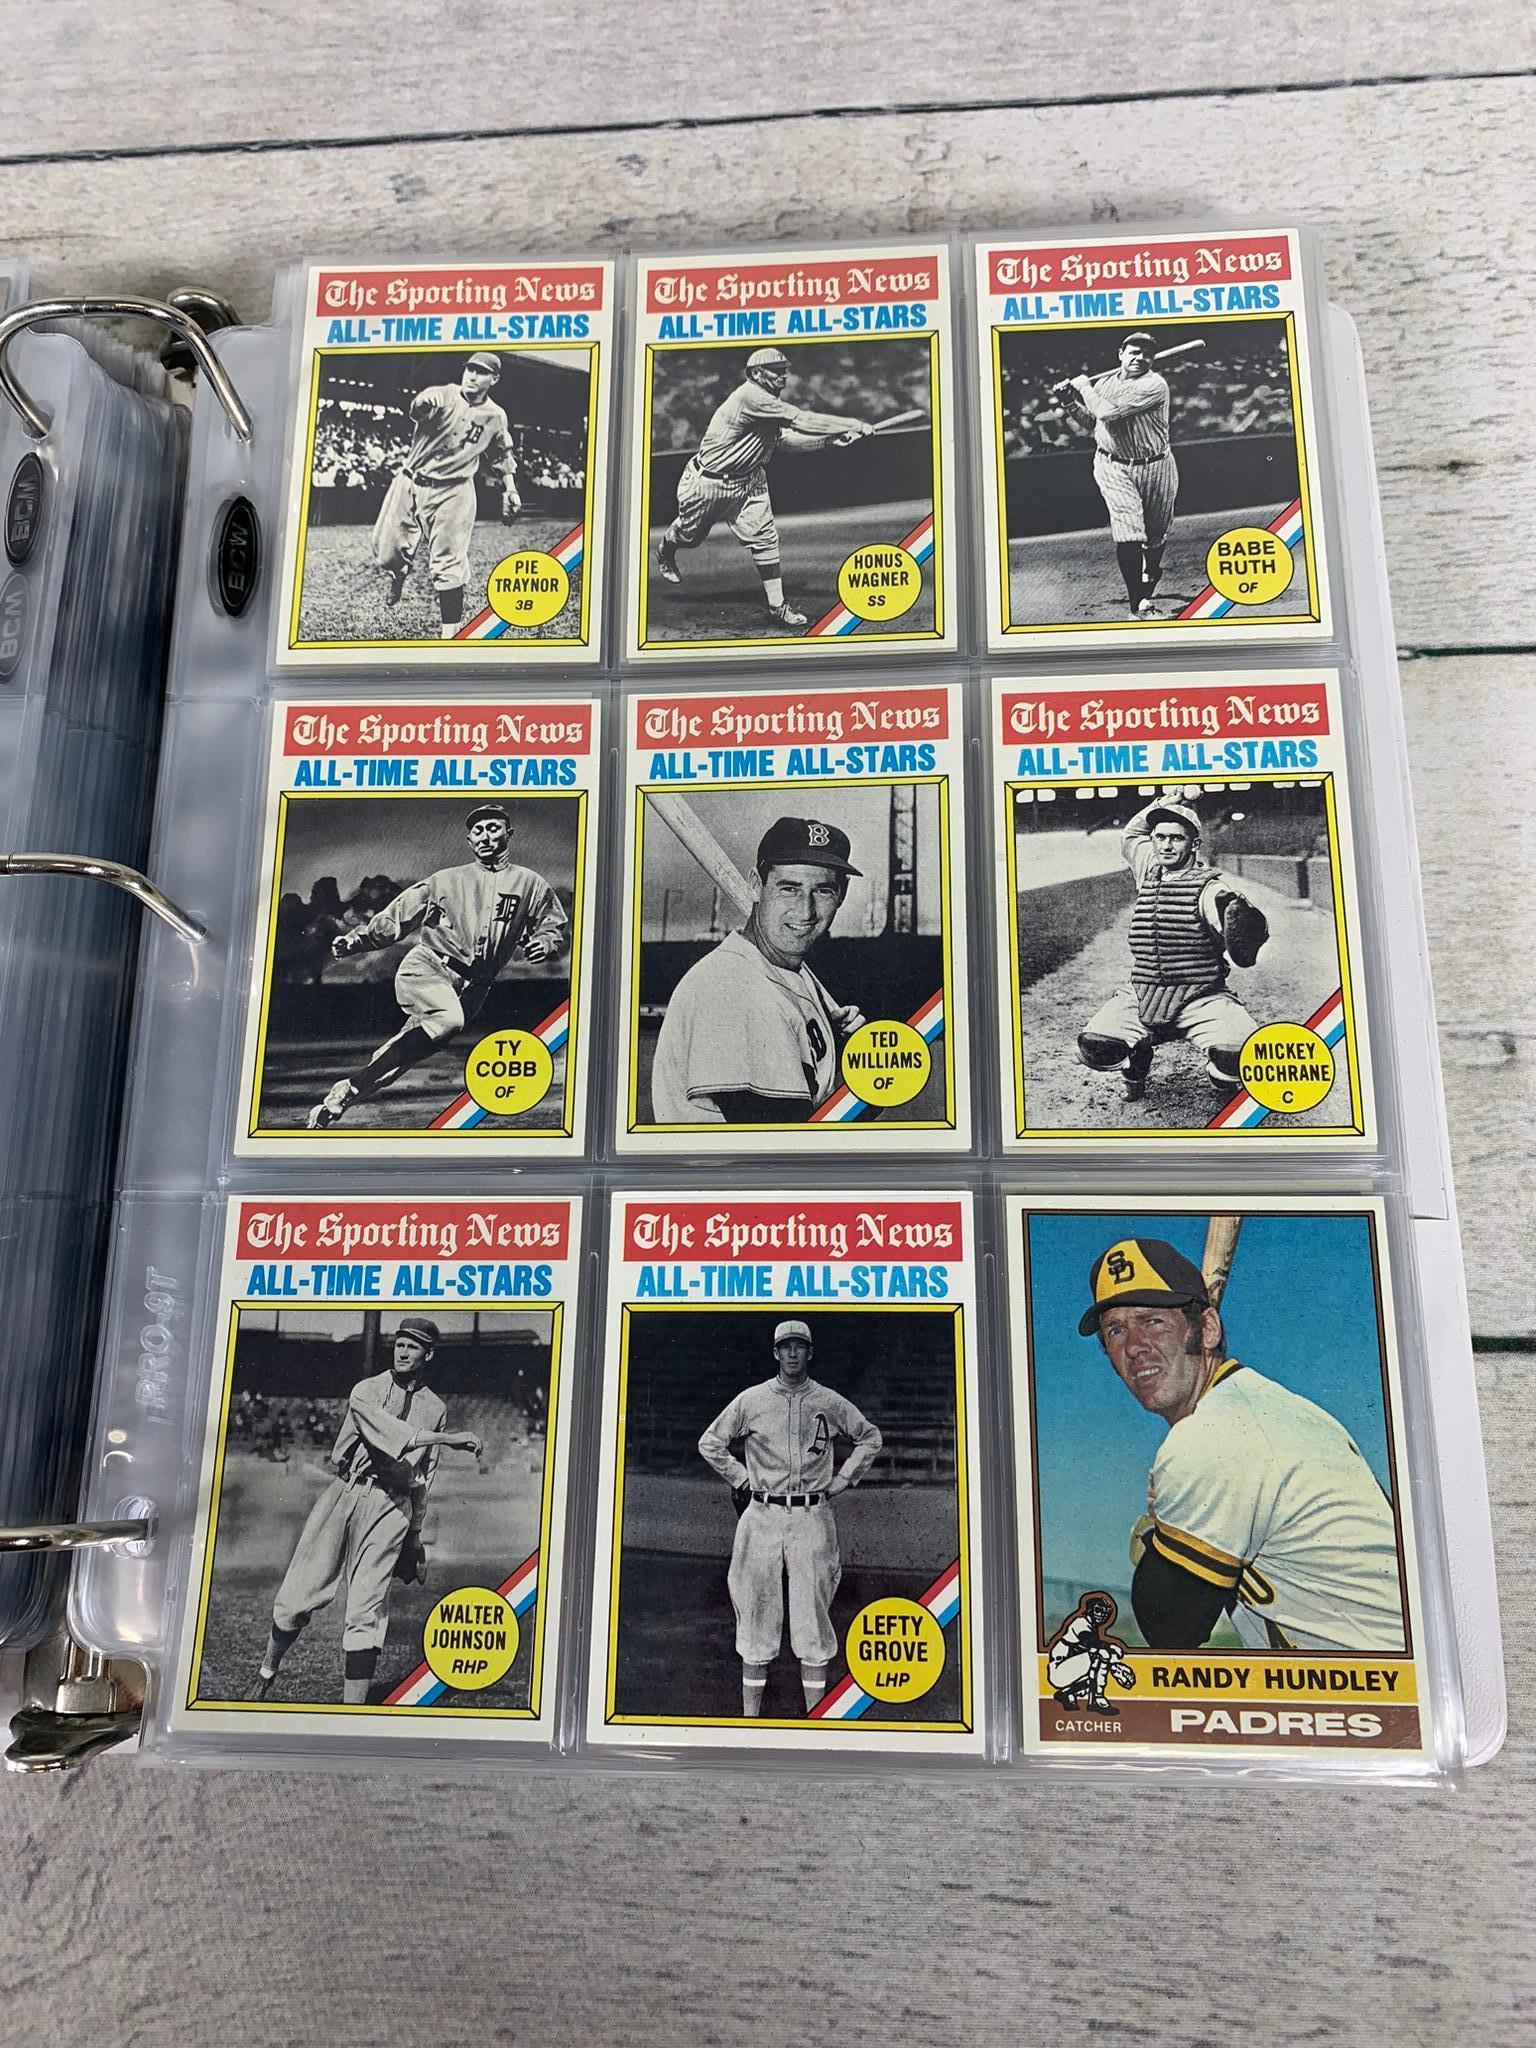 The Sporting News
ALL-TIME ALL-STARS
B
PIE
TRAYNOR
3B
The Sporting News
ALL-TIME ALL-STARS
HONUS
WAGNER
SS
The Sporting News
ALL-TIME ALL-STARS
BABE
RUTH
OF
BCW
BCW
BCW
The Sporting News
ALL-TIME ALL-STARS
D
TY
COBB
OF
The Sporting News
ALL-TIME ALL-STARS
B
TED
WILLIAMS
OF
The Sporting News
ALL-TIME ALL-STARS
MICKEY
COCHRANE
C
PRO-9T
The Sporting News
ALL-TIME ALL-STARS
WALTER
JOHNSON
RHP
The Sporting News
ALL-TIME ALL-STARS
A
LEFTY
GROVE
LHP
SD
RANDY HUNDLEY
CATCHER
PADRES